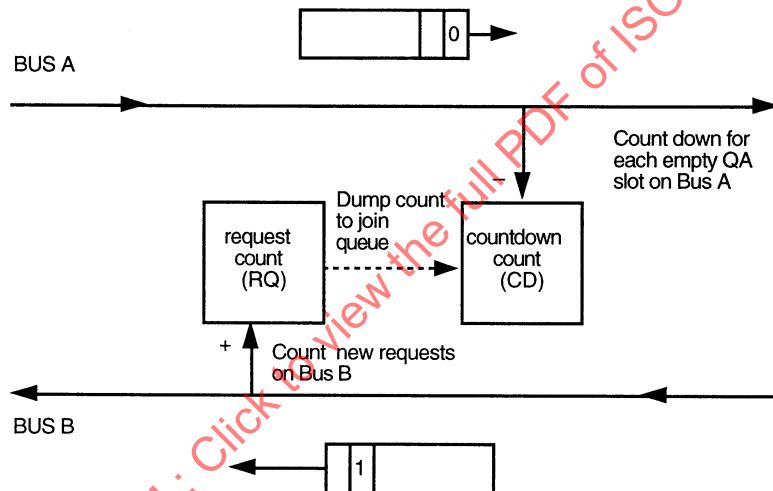 0
BUS A
Count down for
each empty QA
slot on Bus A
–
Dump count
to join
queue
request
count
(RQ)
countdown
count
(CD)
+
Count new requests
on Bus B
BUS B
1
: Click to view the full PDF of ISO